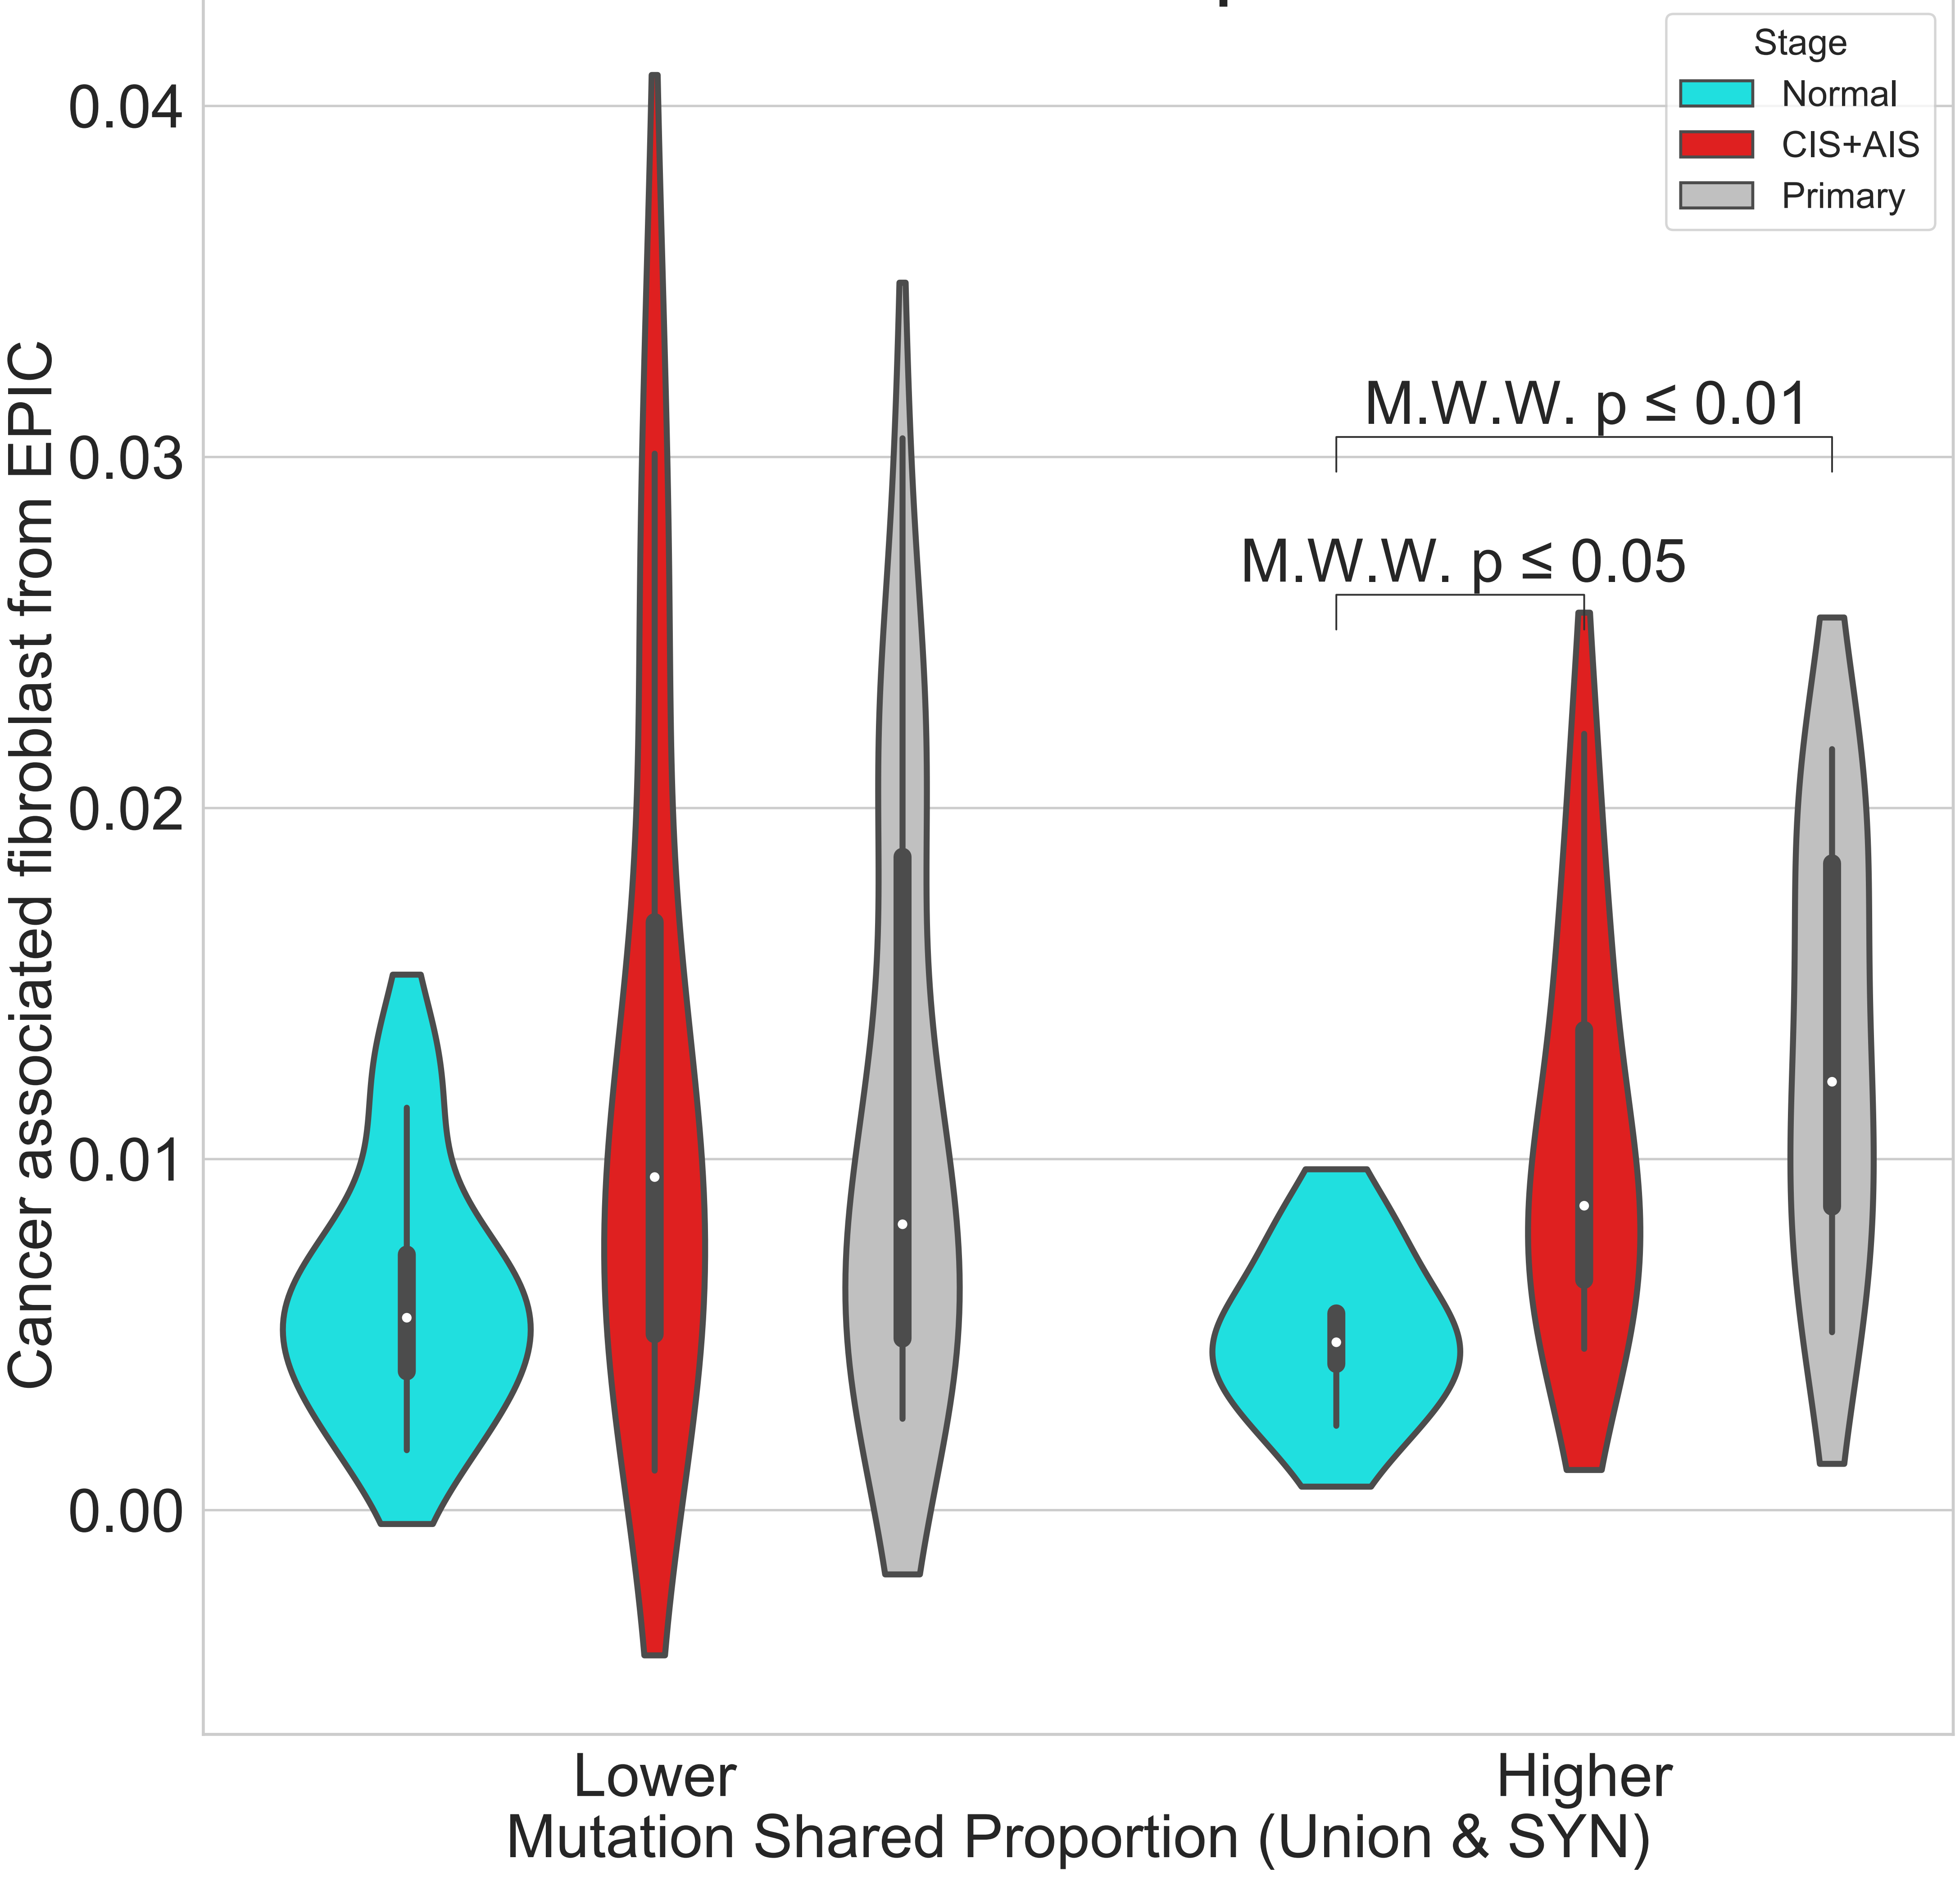 Stage
Normal
CIS+AIS
Primary
Cancer associated fibroblast from EPIC
0.04
0.03
0.02
0.01
0.00
M.W.W. p ≤ 0.01
M.W.W. p ≤ 0.05
Lower
Higher
Mutation Shared Proportion (Union & SYN)